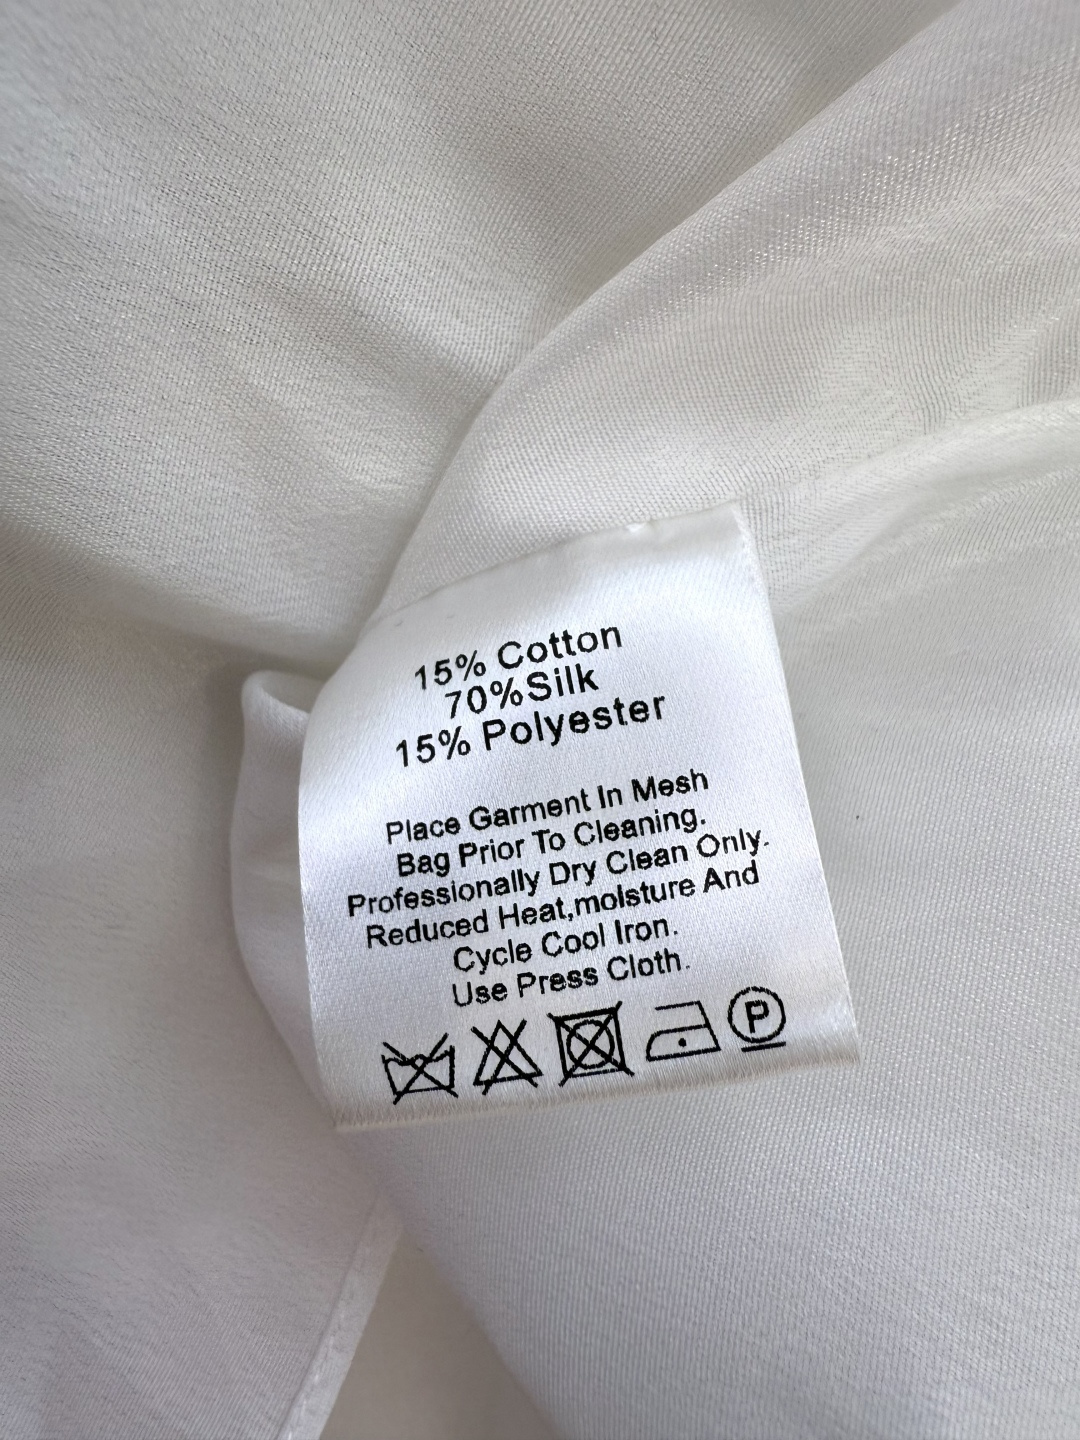 15% Cotton
70%Silk
15% Polyester
Place Garment In Mesh
Bag Prior To Cleaning.
Professionally Dry Clean Only.
Reduced Heat,moisture And
Cycle Cool Iron.
Use Press Cloth.
P